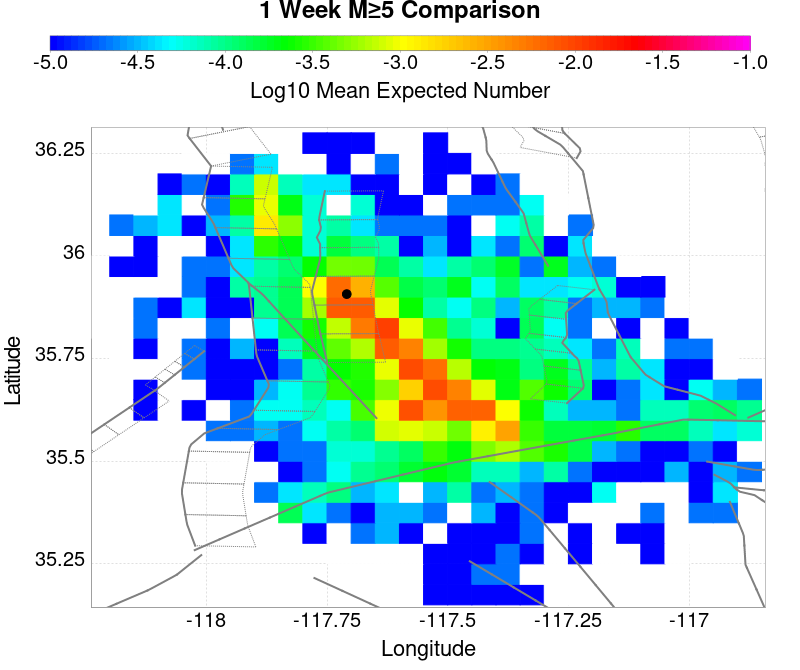 1 Week M≥5 Comparison
-5.0 -4.5 -4.0 -3.5 -3.0 -2.5 -2.0 -1.5 -1.0
Log10 Mean Expected Number
36.25
36
35.75
35.5
35.25
Latitude
-118 -117.75 -117.5 -117.25 -117
Longitude